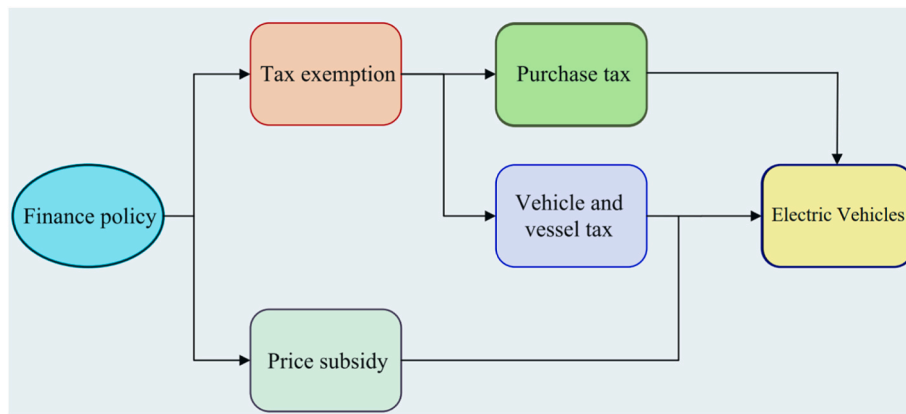 Tax exemption
Purchase tax
Finance policy
Vehicle and
vessel tax
Electric Vehicles
Price subsidy